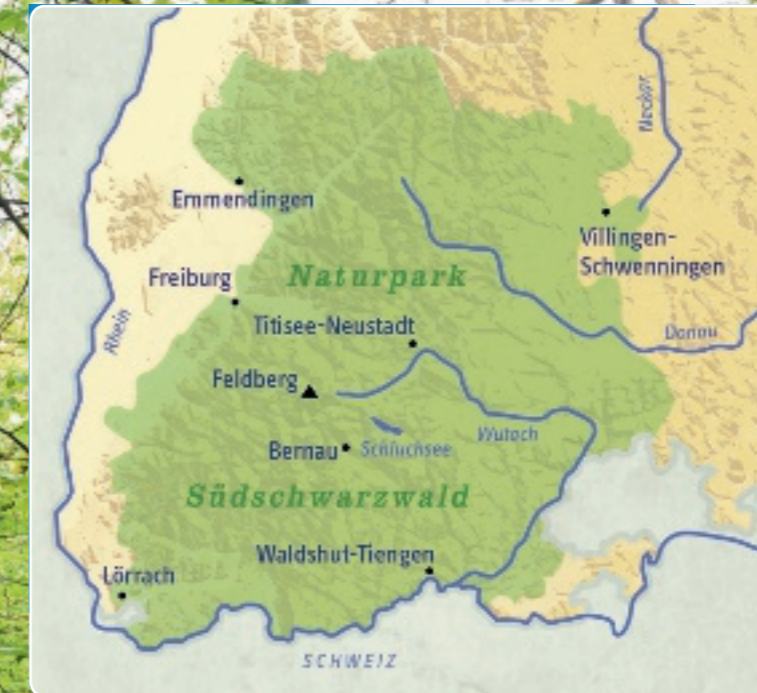 Neckar
Emmendingen
Villingen-
Schwenningen
Freiburg
Naturpark
Rhein
Titisee-Neustadt
Donau
Feldberg
Wutach
Bernau
Schluchsee
Südschwarzwald
Waldshut-Tiengen
Lörrach
SCHWEIZ